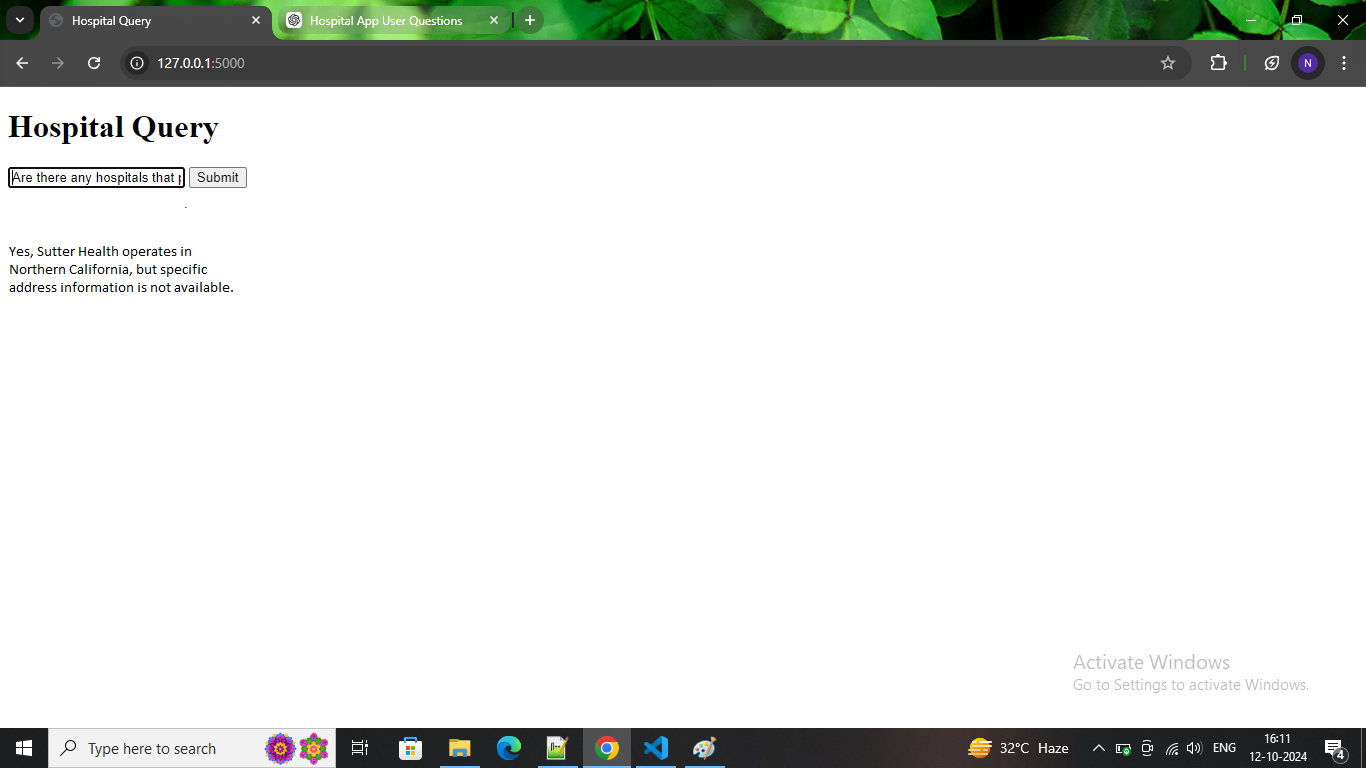 Hospital Query
Hospital App User Questions
127.0.0.1:5000
N
Hospital Query
Are there any hospitals that
Submit
Yes, Sutter Health operates in
Northern California, but specific
address information is not available.
Activate Windows
Go to Settings to activate Windows.
Type here to search
32°C Haze
ENG
16:11
12-10-2024
4